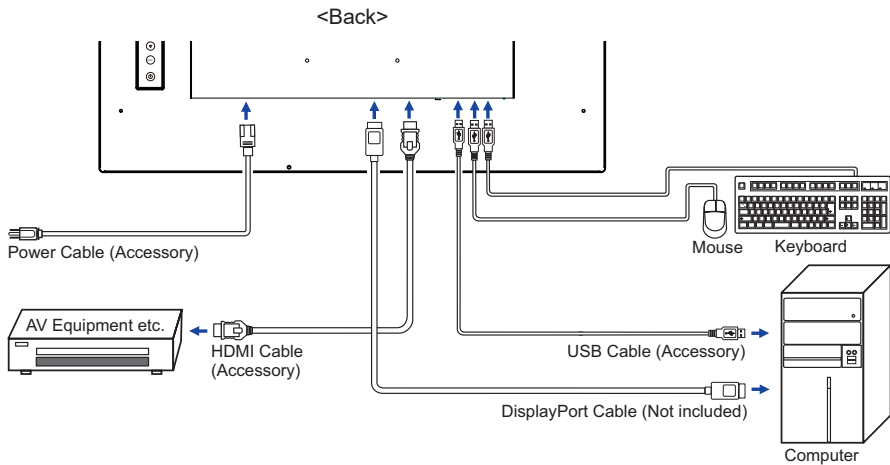 <Back>
Power Cable (Accessory)
Mouse
Keyboard
AV Equipment etc.
HDMI Cable
(Accessory)
USB Cable (Accessory)
DisplayPort Cable (Not included)
Computer